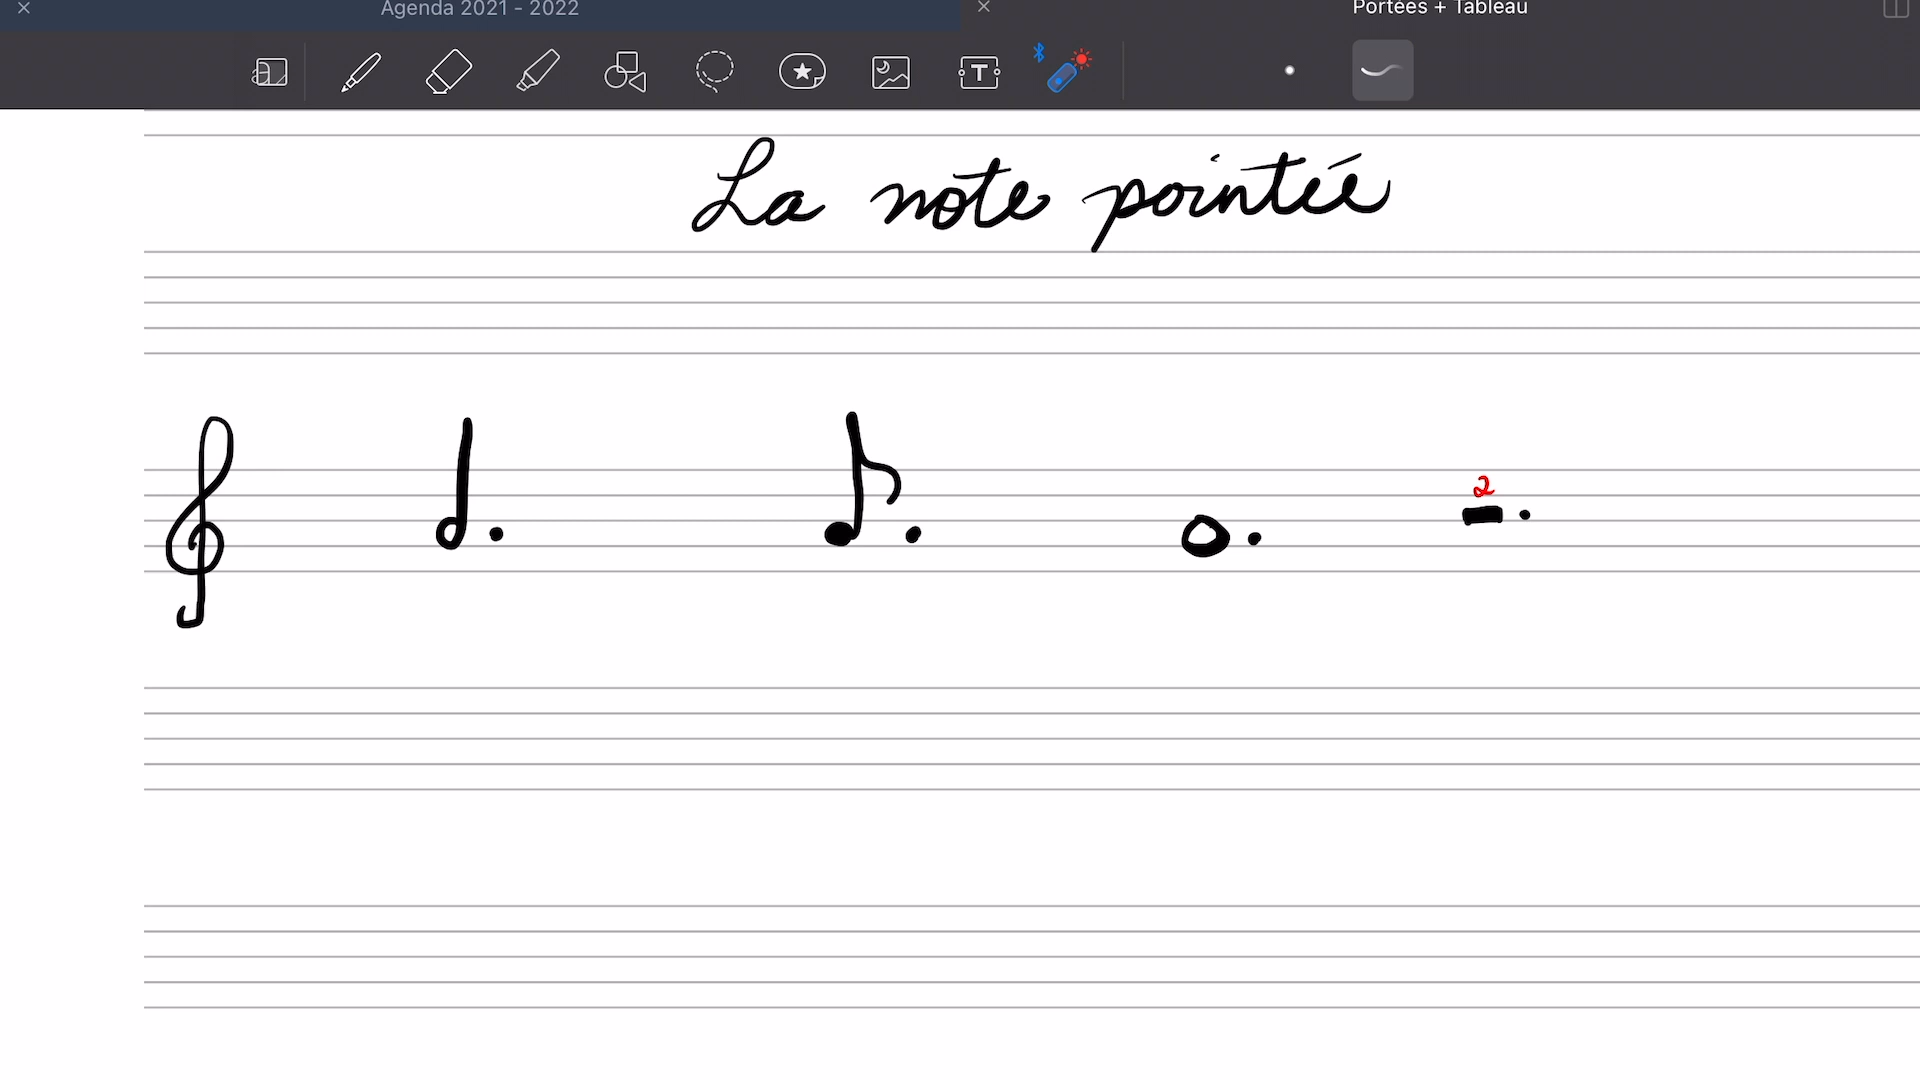 Agenda 2021 - 2022
Portées + Tableau
La note pointée
2